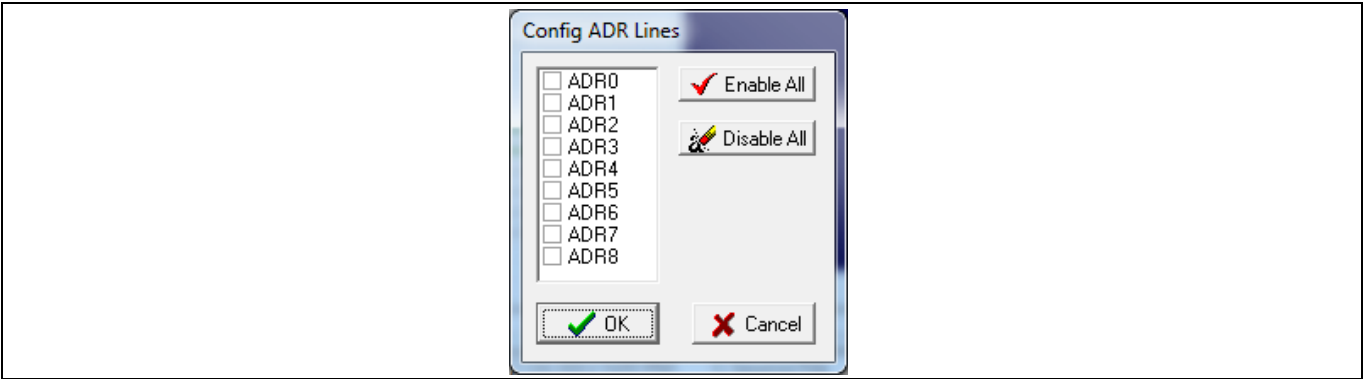 Config ADR Lines
ADR0
ADR1
ADR2
ADR3
ADR4
ADR5
ADR6
ADR7
ADR8
Enable All
Disable All
OK
Cancel